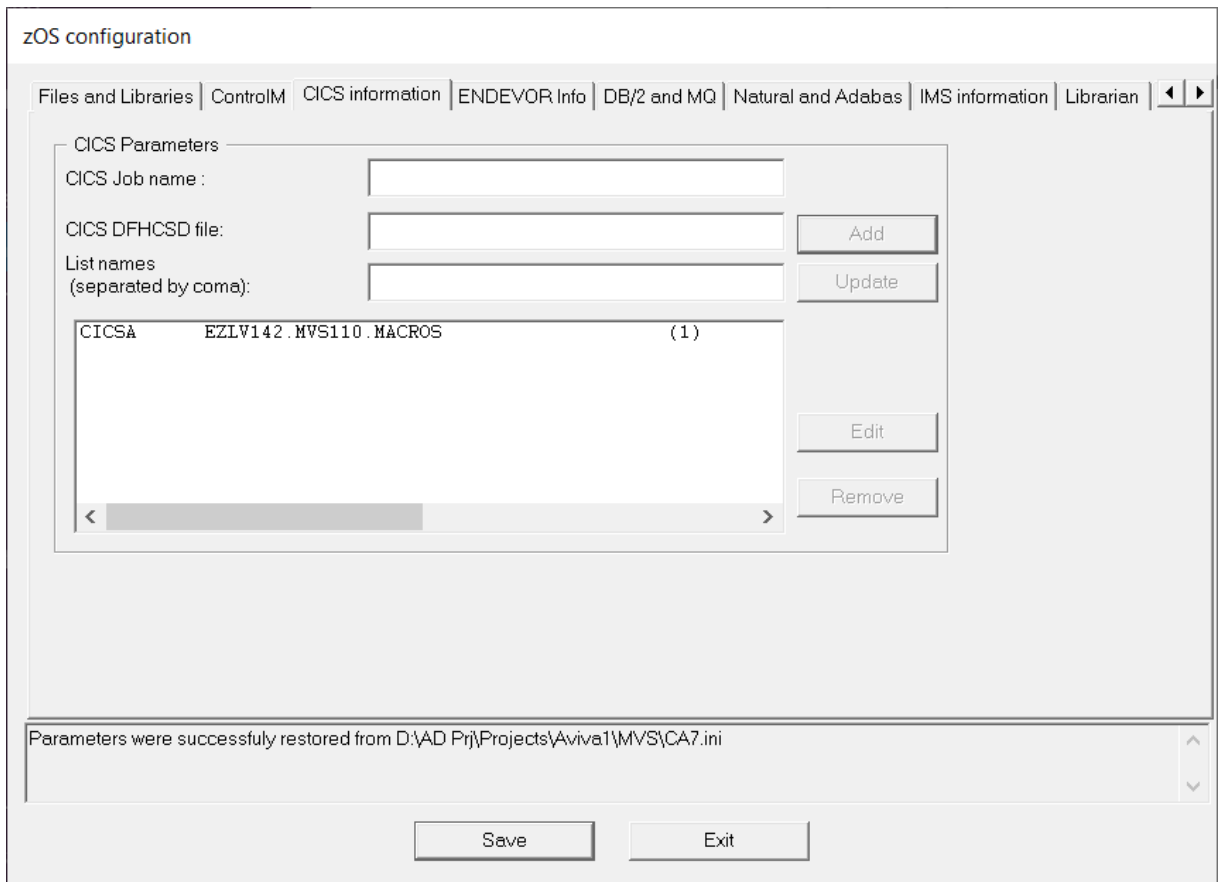 zOS configuration
Files and Libraries ControlM CICS information ENDEVOR Info DB/2 and MQ Natural and Adabas IMS information Librarian
CICS Parameters
CICS Job name :
CICS DFHCSD file:
Add
List names
(separated by coma):
Update
CICSA EZLV142.MVS110.MACROS (1)
Edit
Remove
Parameters were successfuly restored from D:\AD Prj\Projects\Aviva1\MVS\CA7.ini
Save Exit